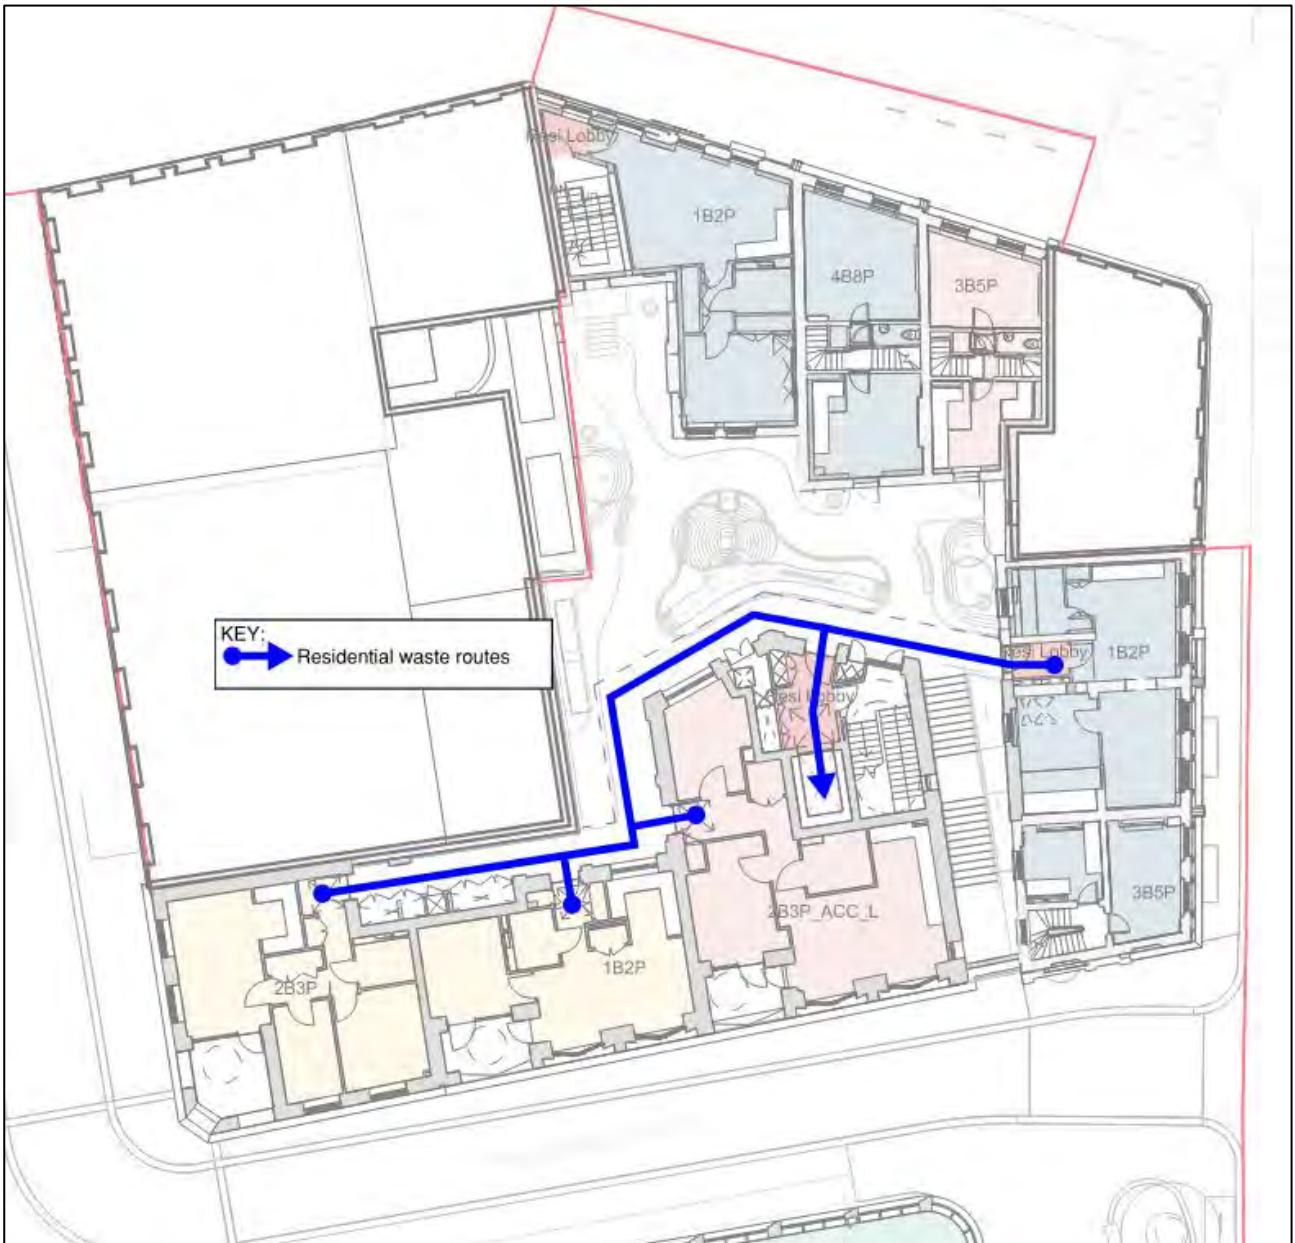 Resi Lobby
1B2P
4B8P
3B5P
KEY:
Residential waste routes
Resi Lobby
1B2P
Resi Lobby
3B5P
2B3P_ACC_L
1B2P
2B3P